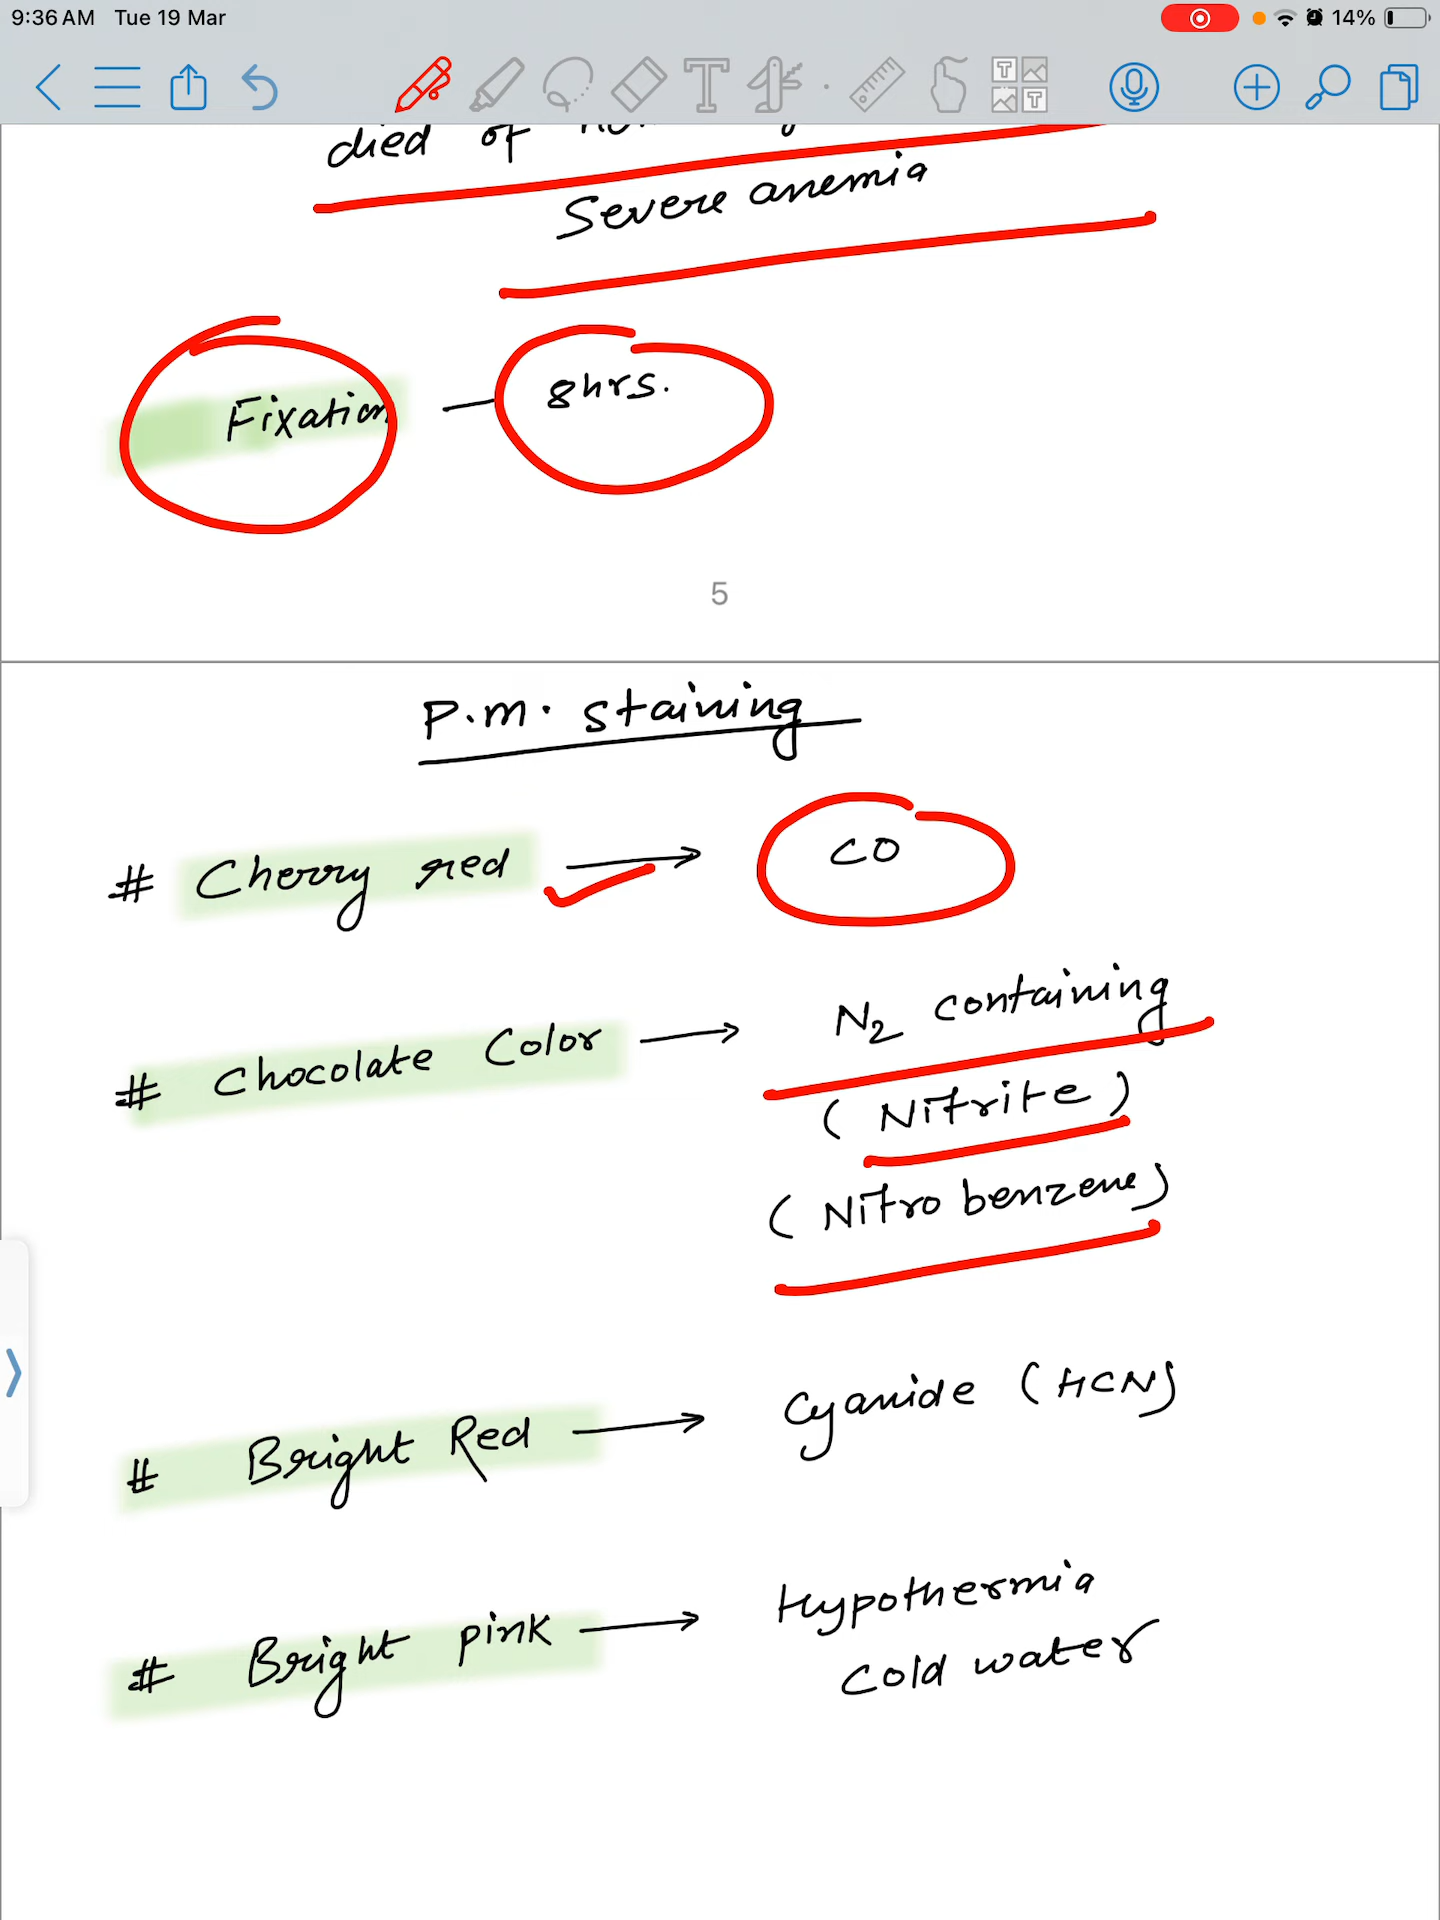 9:36 AM Tue 19 Mar
14%
died of
Severe anemia
Fixation — 8hrs.
5
P.m. staining
# Cherry red → CO
# Chocolate Color → N2 containing
( Nitrite )
( Nitro benzene)
# Bright Red → Cyanide (HCN)
# Bright pink → Hypothermia
Cold water